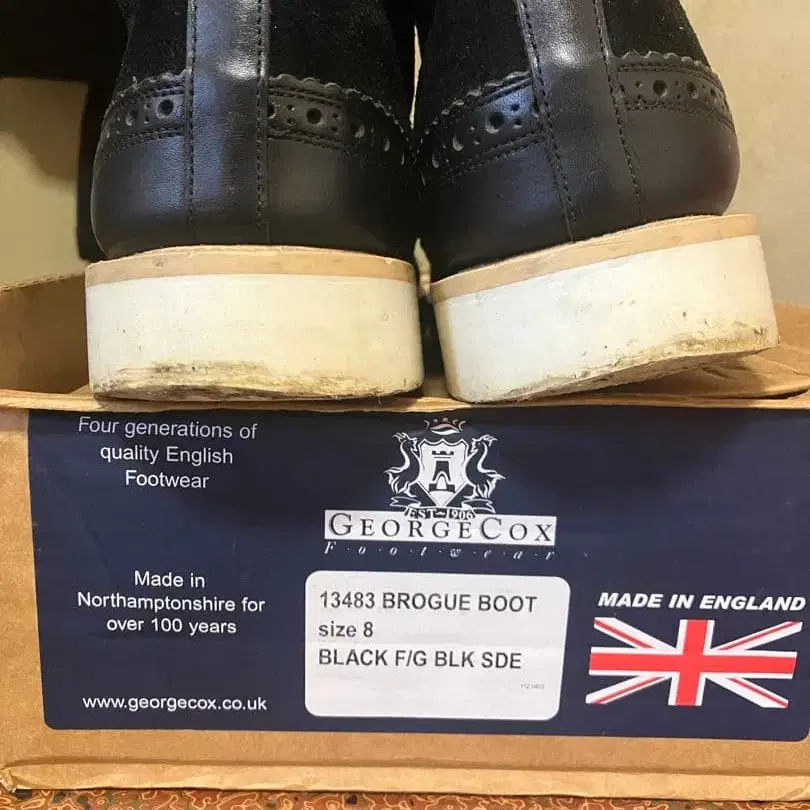 Four generations of
quality English
Footwear
EST~1906
GEORGE COX
F·o·o·t·w·e·a·r
Made in
Northamptonshire for
over 100 years
www.georgecox.co.uk
13483 BROGUE BOOT
size 8
BLACK F/G BLK SDE
MADE IN ENGLAND